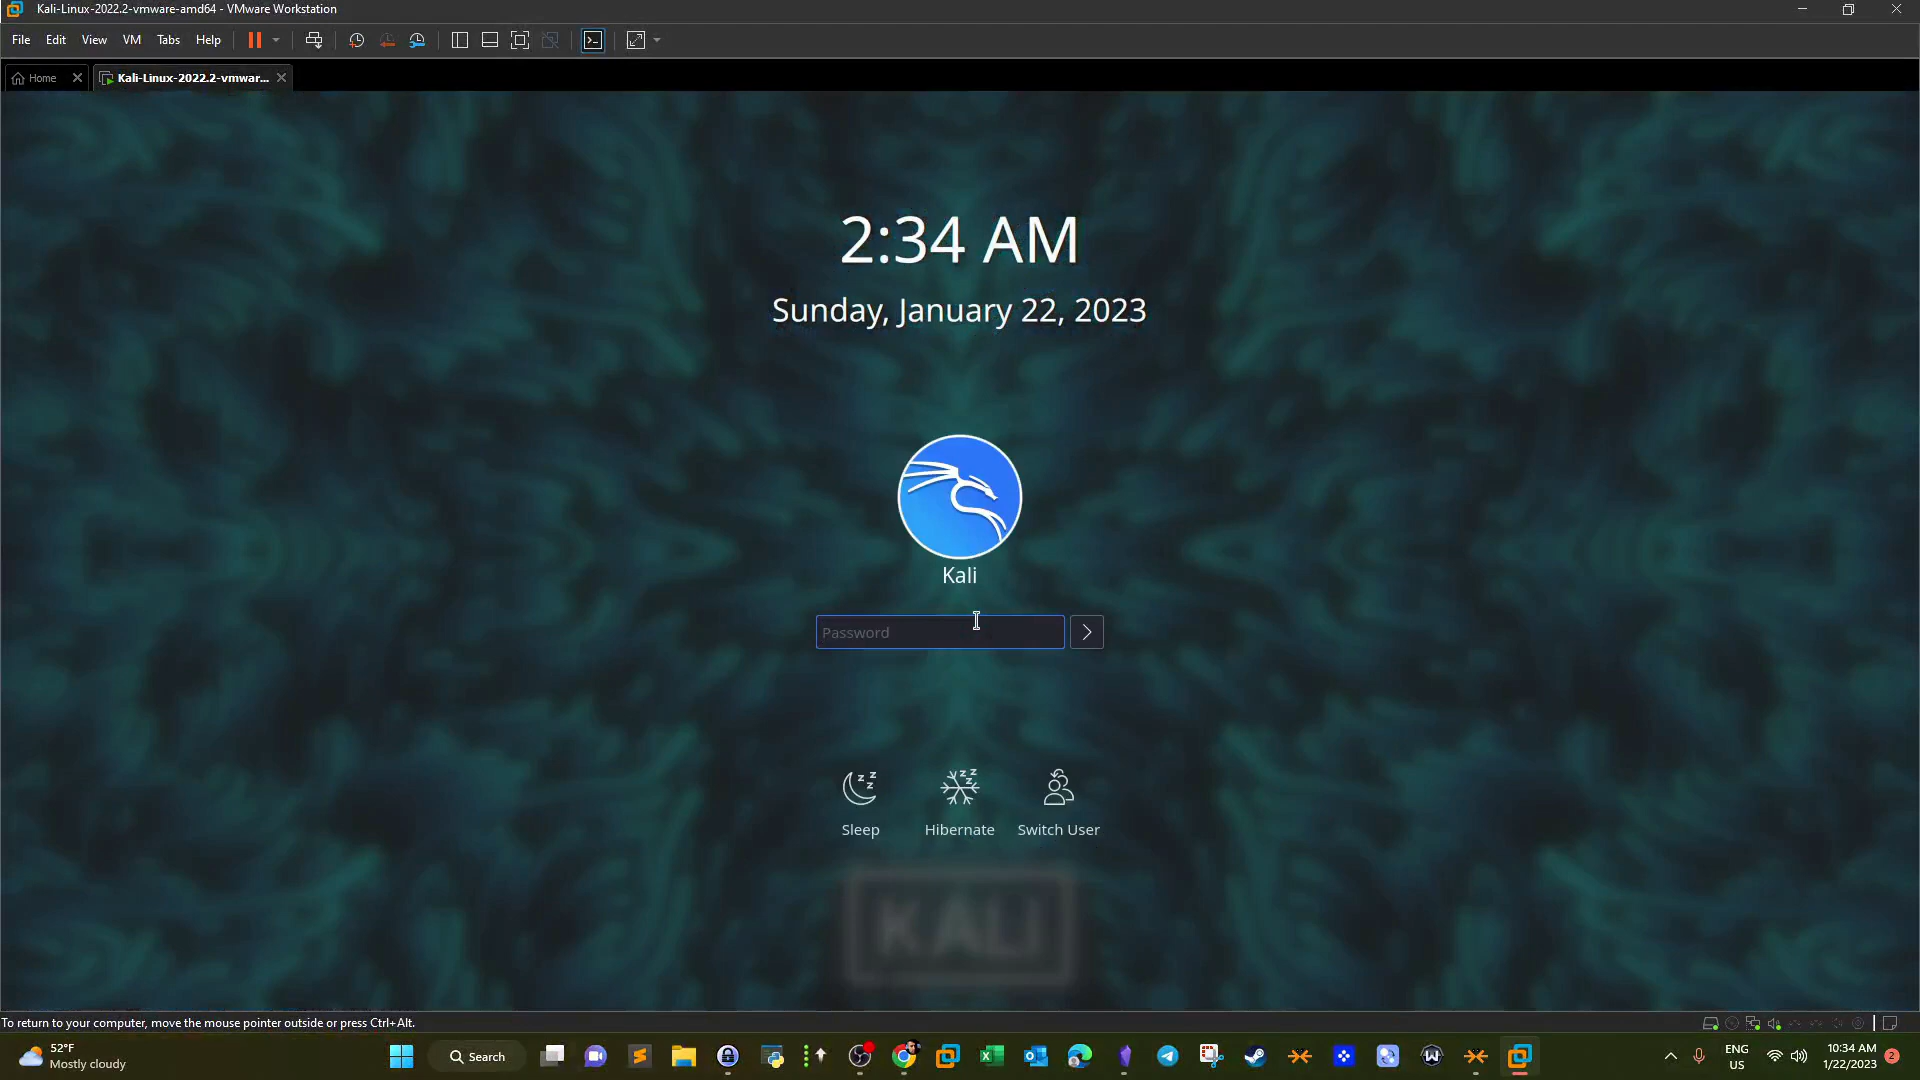 Kali-Linux-2022.2-vmware-amd64 - VMware Workstation
File Edit View VM Tabs Help
Home
Kali-Linux-2022.2-vmwar...
2:34 AM
Sunday, January 22, 2023
Kali
Password
Sleep Hibernate Switch User
KALI
To return to your computer, move the mouse pointer outside or press Ctrl+Alt.
52°F
Mostly cloudy
Search
ENG
US
10:34 AM
1/22/2023
2